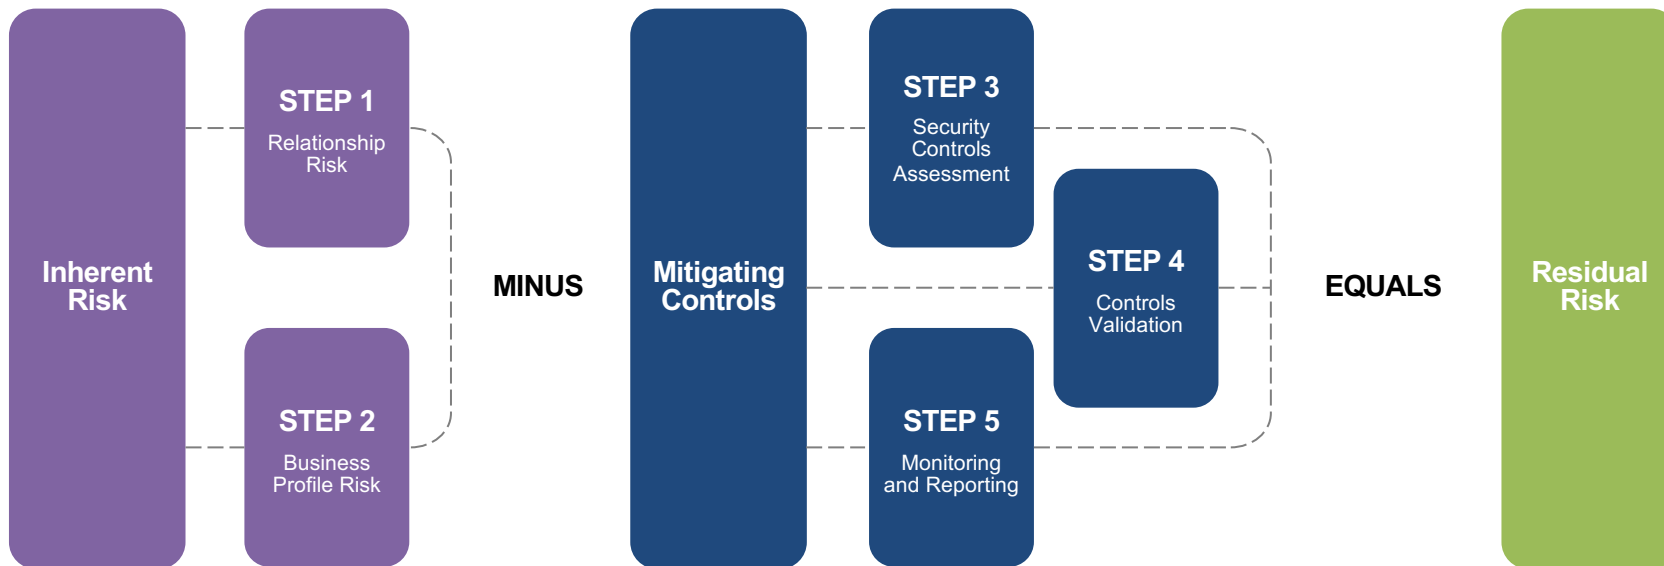 Inherent
Risk
STEP 1
Relationship
Risk
STEP 2
Business
Profile Risk
MINUS
Mitigating
Controls
STEP 3
Security
Controls
Assessment
STEP 4
Controls
Validation
STEP 5
Monitoring
and Reporting
EQUALS
Residual
Risk